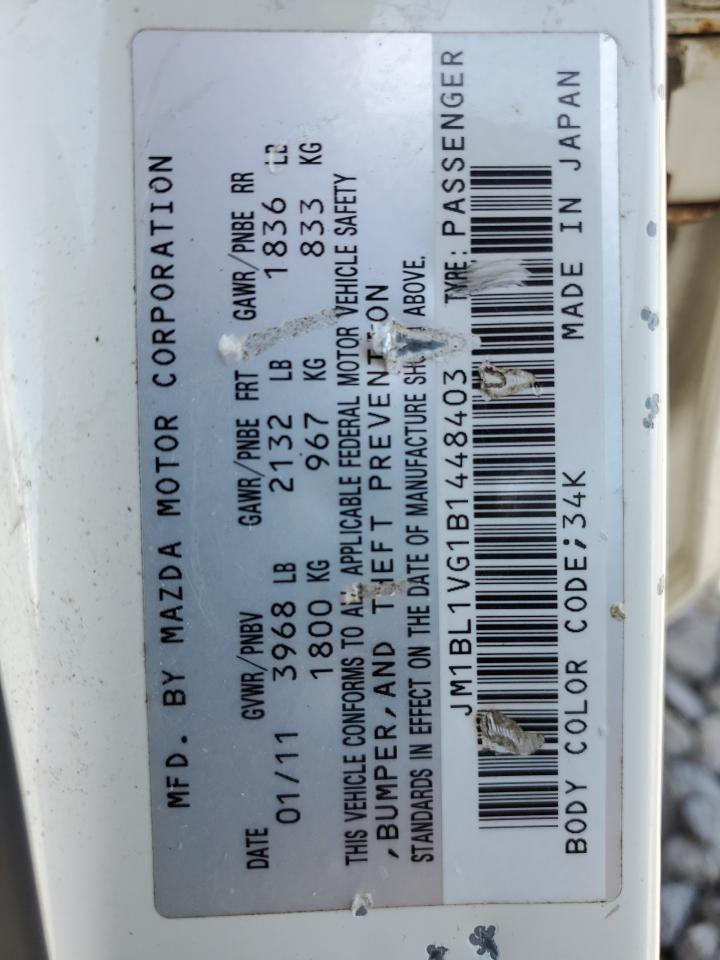 MFD. BY MAZDA MOTOR CORPORATION
DATE GVWR/PNBV GAWR/PNBE FRT GAWR/PNBE RR
01/11 3968 LB 2132 LB 1836 LB
1800 KG 967 KG 833 KG
THIS VEHICLE CONFORMS TO ALL APPLICABLE FEDERAL MOTOR VEHICLE SAFETY
,BUMPER,AND THEFT PREVENTION
STANDARDS IN EFFECT ON THE DATE OF MANUFACTURE SHOWN ABOVE.
JM1BL1VG1B1448403 TYPE: PASSENGER
BODY COLOR CODE;34K MADE IN JAPAN